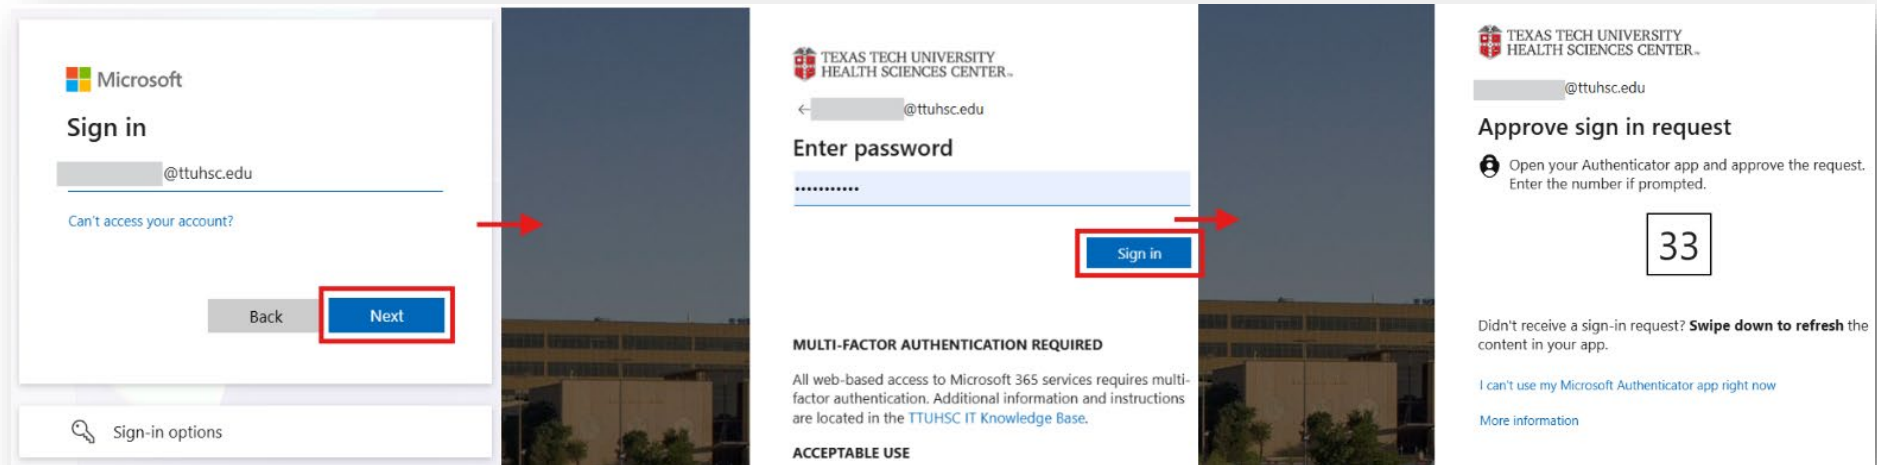 Microsoft
Sign in
@ttuhsc.edu
Can't access your account?
Back
Next
Sign-in options
TEXAS TECH UNIVERSITY
HEALTH SCIENCES CENTER™
@ttuhsc.edu
Enter password
Sign in
MULTI-FACTOR AUTHENTICATION REQUIRED
All web-based access to Microsoft 365 services requires multi-
factor authentication. Additional information and instructions
are located in the TTUHSC IT Knowledge Base.
ACCEPTABLE USE
TEXAS TECH UNIVERSITY
HEALTH SCIENCES CENTER™
@ttuhsc.edu
Approve sign in request
Open your Authenticator app and approve the request.
Enter the number if prompted.
33
Didn't receive a sign-in request? Swipe down to refresh the
content in your app.
I can't use my Microsoft Authenticator app right now
More information